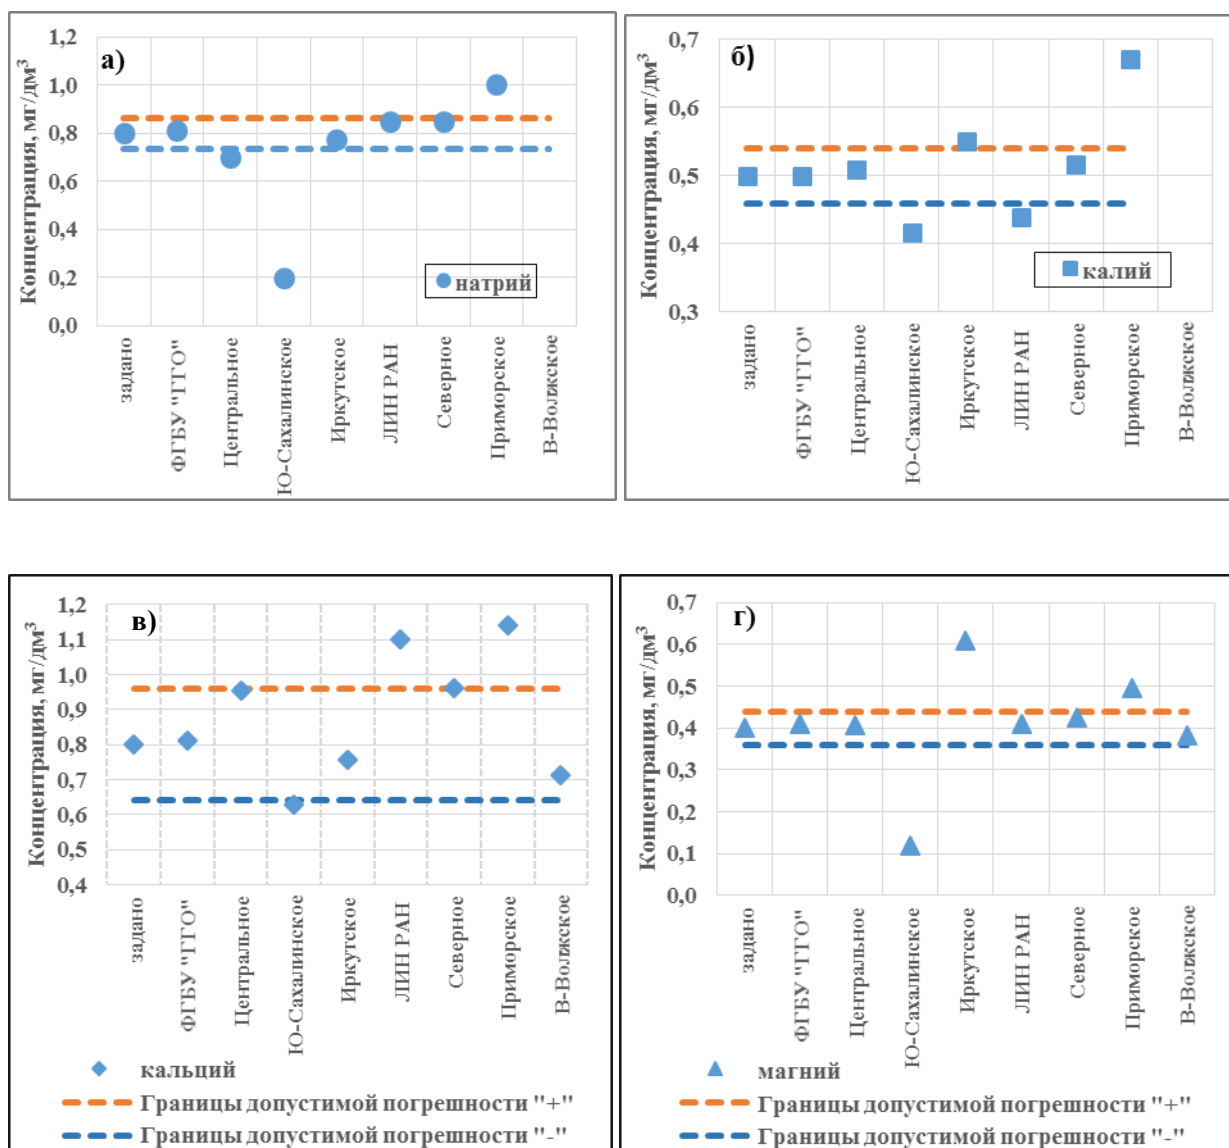 а)
Концентрация, мг/дм³
1,2
1,0
0,8
0,6
0,4
0,2
0,0
натрий
задано
ФГБУ "ГГО"
Центральное
Ю-Сахалинское
Иркутское
ЛИН РАН
Северное
Приморское
В-Волжское
б)
Концентрация, мг/дм³
0,7
0,6
0,5
0,4
0,3
калий
задано
ФГБУ "ГГО"
Центральное
Ю-Сахалинское
Иркутское
ЛИН РАН
Северное
Приморское
В-Волжское
в)
Концентрация, мг/дм³
1,2
1,1
1,0
0,9
0,8
0,7
0,6
0,5
0,4
задано
ФГБУ "ГГО"
Центральное
Ю-Сахалинское
Иркутское
ЛИН РАН
Северное
Приморское
В-Волжское
кальций
Границы допустимой погрешности "+"
Границы допустимой погрешности "-"
г)
Концентрация, мг/дм³
0,7
0,6
0,5
0,4
0,3
0,2
0,1
0,0
задано
ФГБУ "ГГО"
Центральное
Ю-Сахалинское
Иркутское
ЛИН РАН
Северное
Приморское
В-Волжское
магний
Границы допустимой погрешности "+"
Границы допустимой погрешности "-"